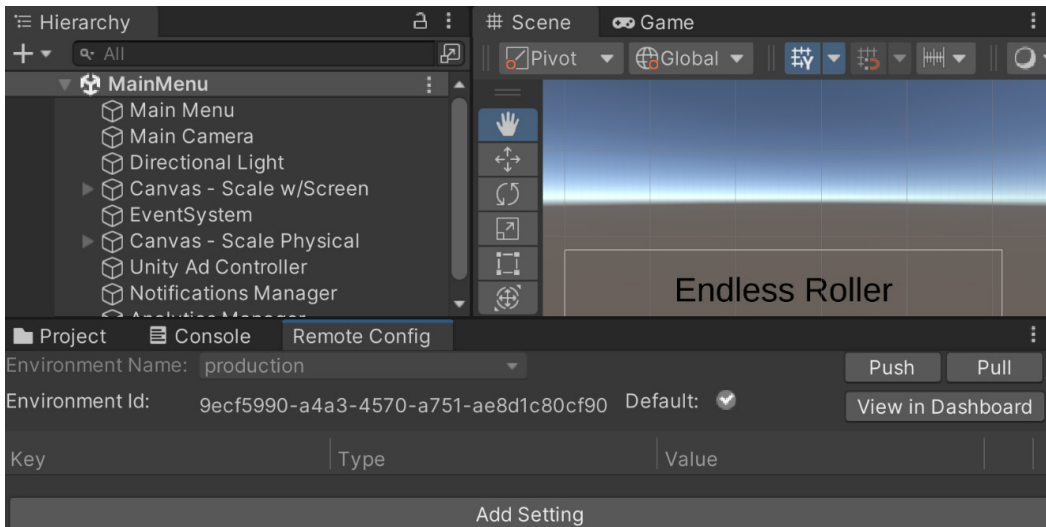 Hierarchy
All
MainMenu
Main Menu
Main Camera
Directional Light
Canvas - Scale w/Screen
EventSystem
Canvas - Scale Physical
Unity Ad Controller
Notifications Manager
Analytics Manager
Scene Game
Pivot Global
Endless Roller
Project Console Remote Config
Environment Name: production Push Pull
Environment Id: 9ecf5990-a4a3-4570-a751-ae8d1c80cf90 Default: View in Dashboard
Key Type Value
Add Setting